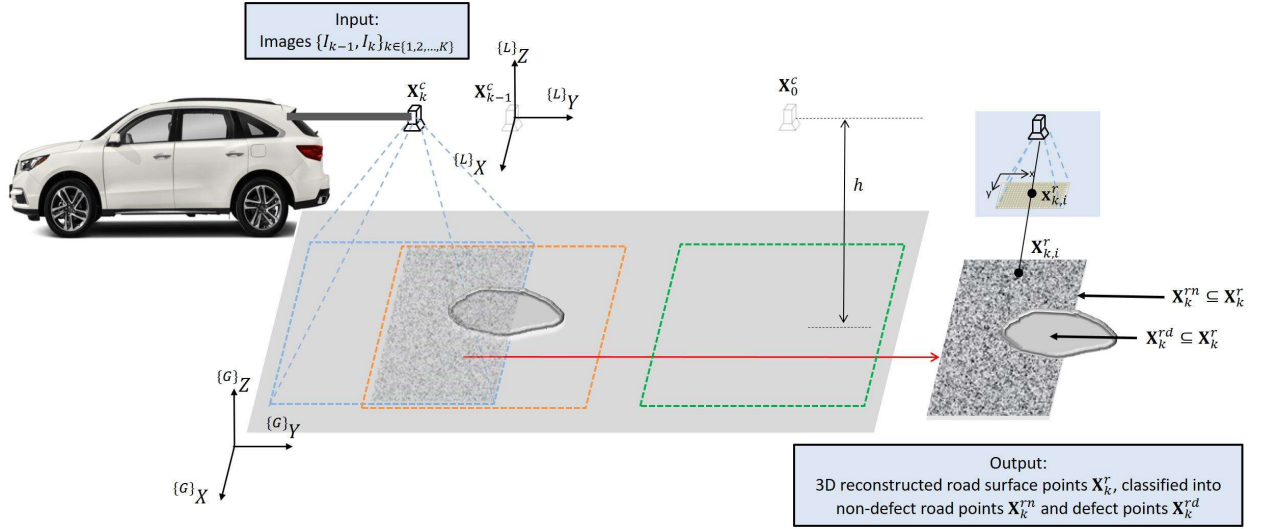 Input:
Images {I_{k−1}, I_k}_{k∈{1,2,…,K}}
{L}Z
X_k^c
X_{k−1}^c
{L}Y
{L}X
X_0^c
h
x
y
x_{k,i}^r
X_{k,i}^r
X_k^{rn} ⊆ X_k^r
X_k^{rd} ⊆ X_k^r
{G}Z
{G}Y
{G}X
Output:
3D reconstructed road surface points X_k^r, classified into
non-defect road points X_k^{rn} and defect points X_k^{rd}